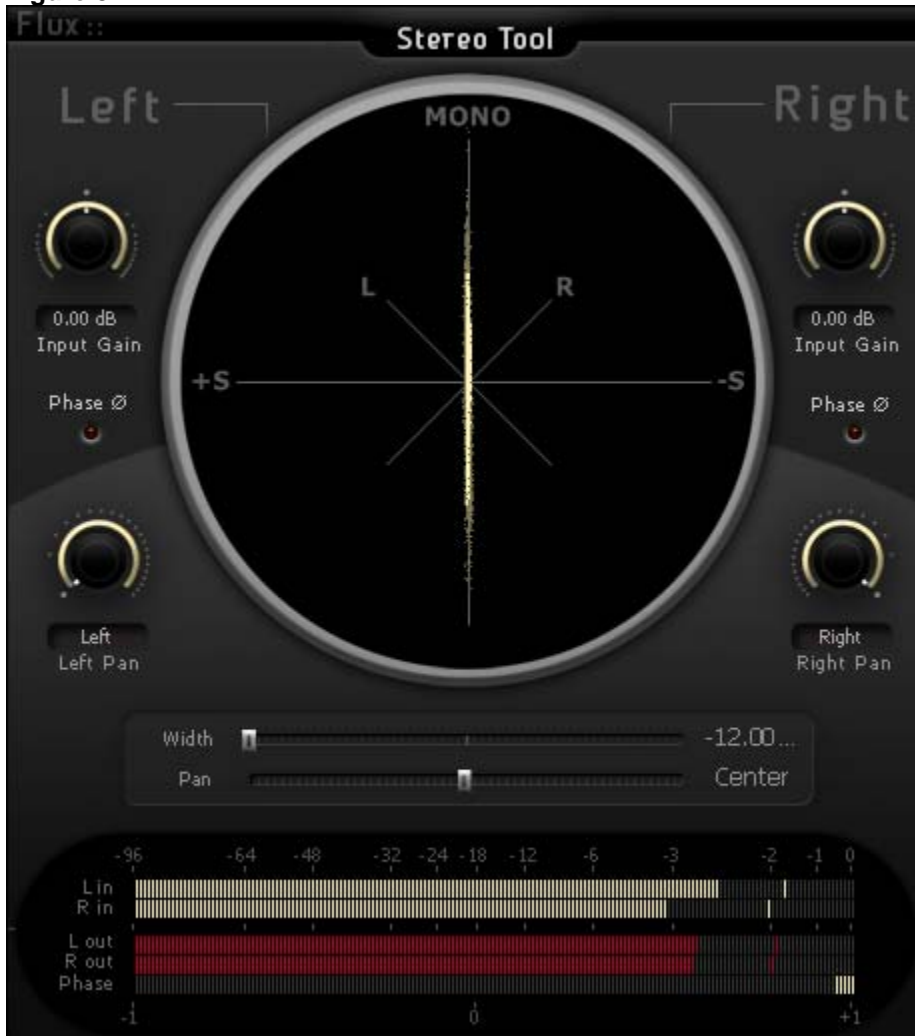 Flux ::
Stereo Tool
Left
Right
MONO
L
R
+S
-S
0.00 dB
Input Gain
0.00 dB
Input Gain
Phase Ø
Phase Ø
Left
Left Pan
Right
Right Pan
Width
-12.00...
Pan
Center
-96 -64 -48 -32 -24 -18 -12 -6 -3 -2 -1 0
L in
R in
L out
R out
Phase
-1 0 +1